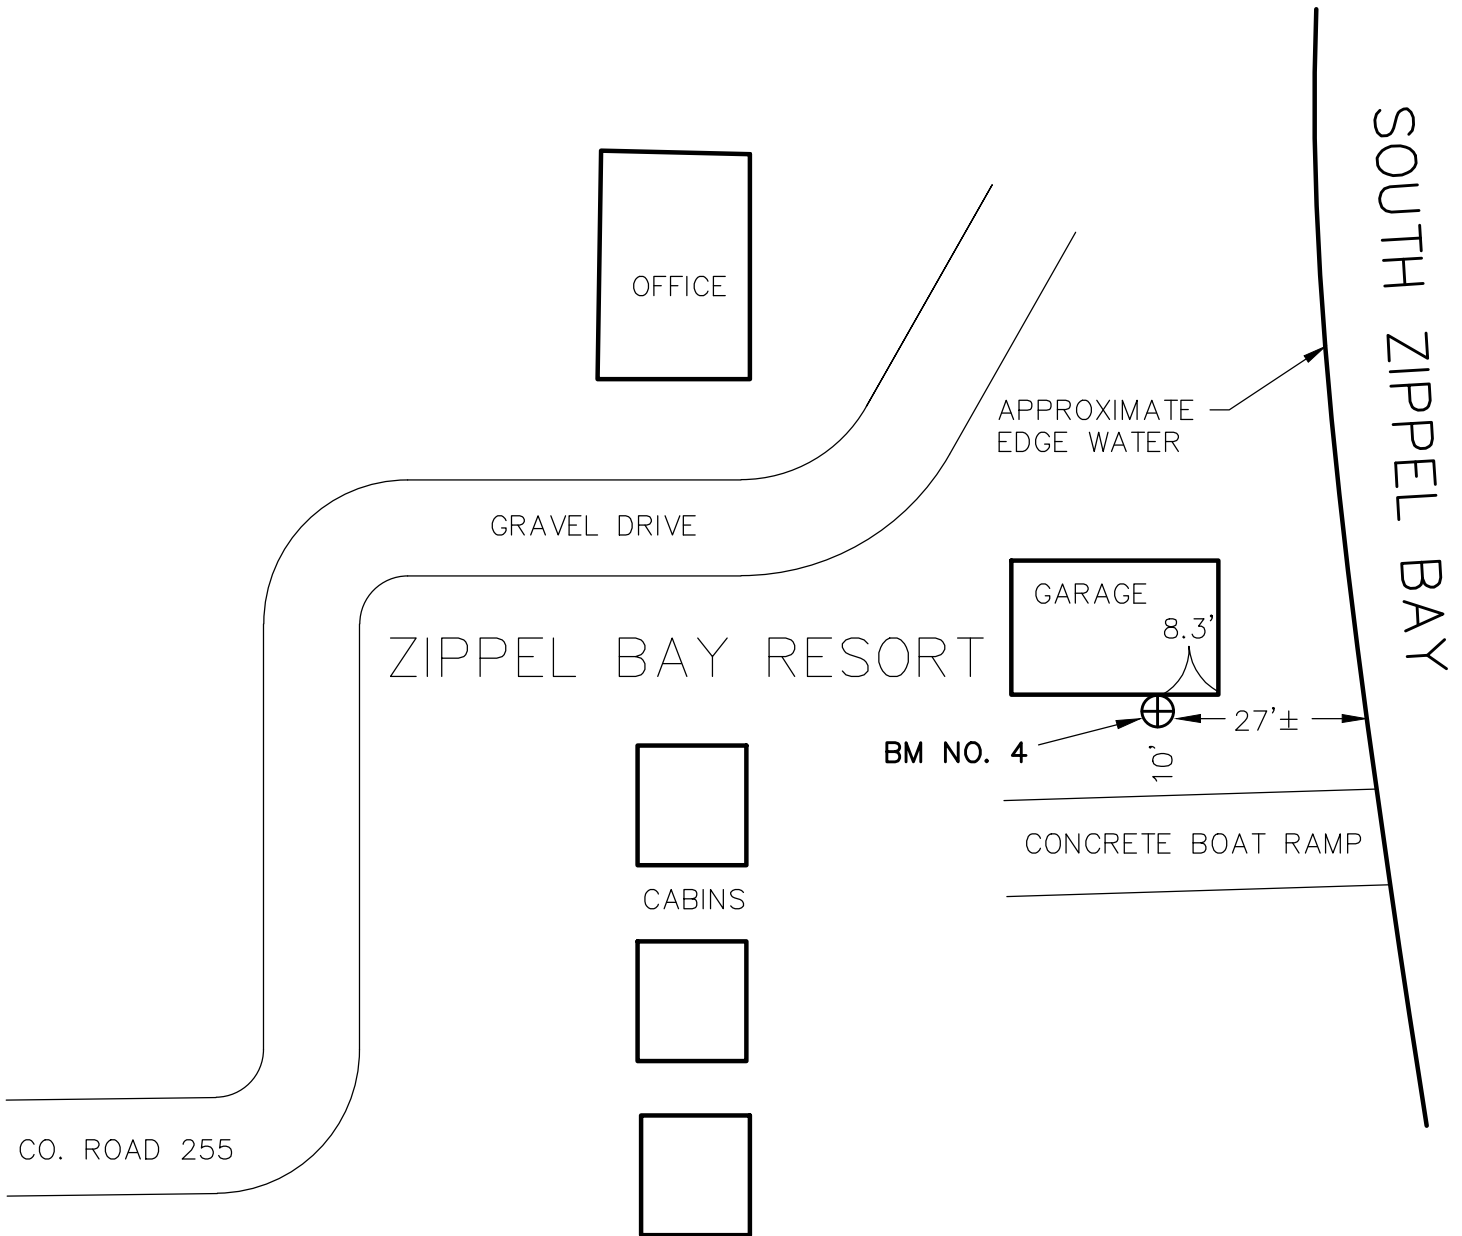 SOUTH ZIPPEL BAY
OFFICE
APPROXIMATE
EDGE WATER
GRAVEL DRIVE
GARAGE
8.3'
ZIPPEL BAY RESORT
27'±
BM NO. 4
10'
CONCRETE BOAT RAMP
CABINS
CO. ROAD 255